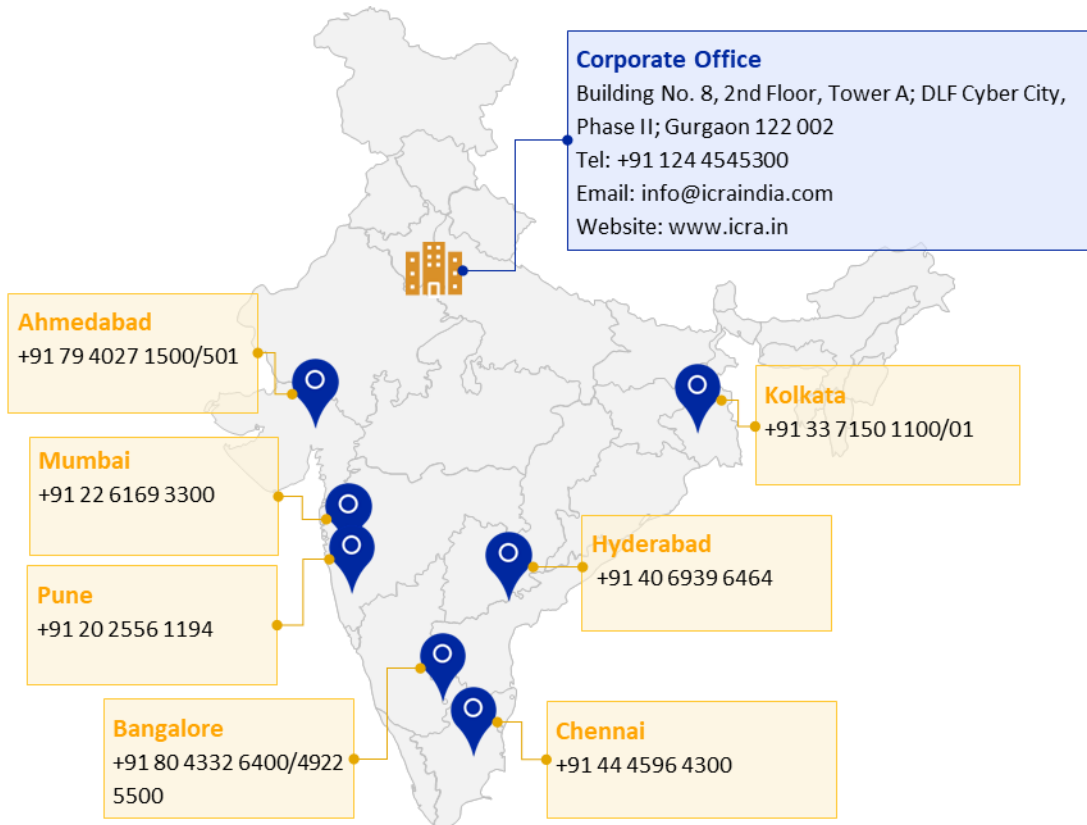 Corporate Office
Building No. 8, 2nd Floor, Tower A; DLF Cyber City,
Phase II; Gurgaon 122 002
Tel: +91 124 4545300
Email: info@icraindia.com
Website: www.icra.in
Ahmedabad
+91 79 4027 1500/501
Kolkata
+91 33 7150 1100/01
Mumbai
+91 22 6169 3300
Hyderabad
+91 40 6939 6464
Pune
+91 20 2556 1194
Bangalore
+91 80 4332 6400/4922
5500
Chennai
+91 44 4596 4300